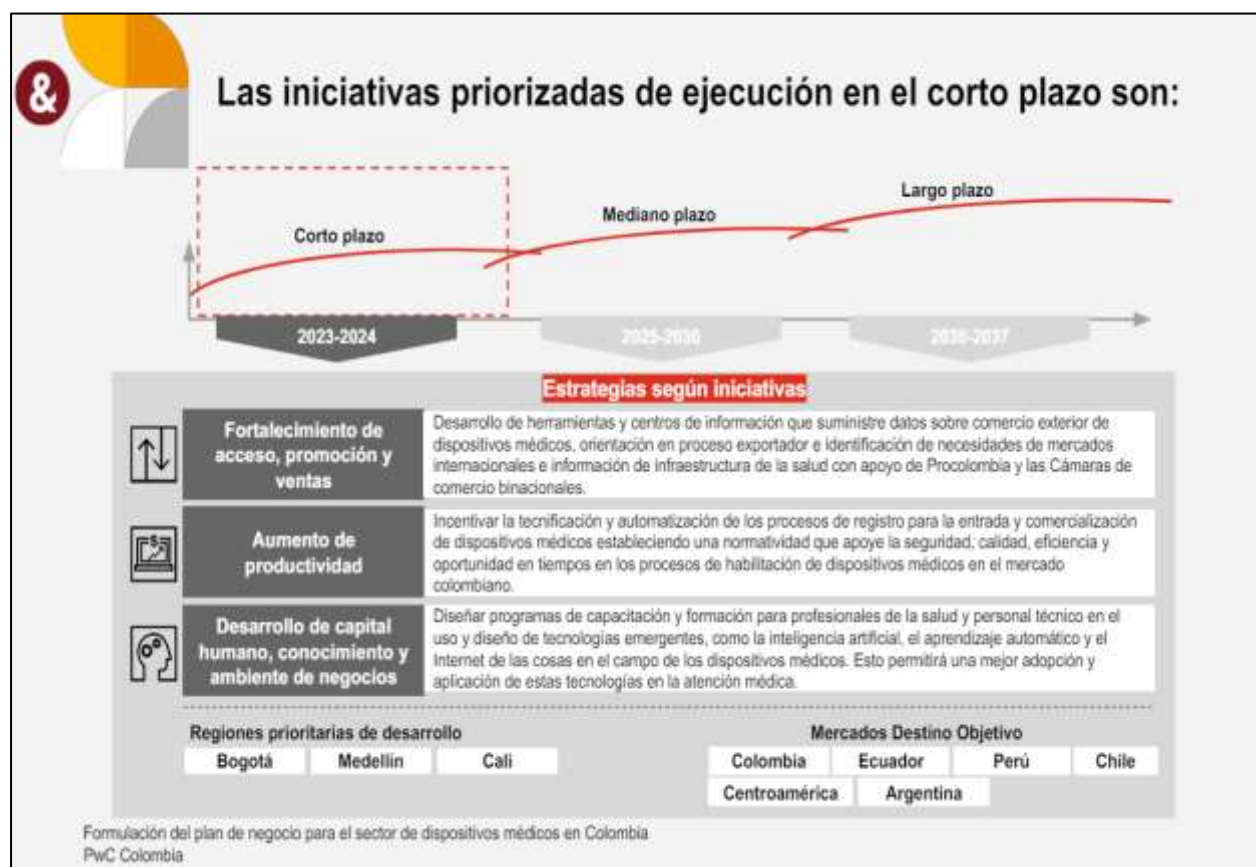 &
Las iniciativas priorizadas de ejecución en el corto plazo son:
Largo plazo
Mediano plazo
Corto plazo
2023-2024
2025-2030
2036-2037
Estrategias según iniciativas
Fortalecimiento de
acceso, promoción y
ventas
Desarrollo de herramientas y centros de información que suministre datos sobre comercio exterior de
dispositivos médicos, orientación en proceso exportador e identificación de necesidades de mercados
internacionales e información de infraestructura de la salud con apoyo de Procolombia y las Cámaras de
comercio binacionales.
Aumento de
productividad
Incentivar la tecnificación y automatización de los procesos de registro para la entrada y comercialización
de dispositivos médicos estableciendo una normatividad que apoye la seguridad, calidad, eficiencia y
oportunidad en tiempos en los procesos de habilitación de dispositivos médicos en el mercado
colombiano.
Desarrollo de capital
humano, conocimiento y
ambiente de negocios
Diseñar programas de capacitación y formación para profesionales de la salud y personal técnico en el
uso y diseño de tecnologías emergentes, como la inteligencia artificial, el aprendizaje automático y el
Internet de las cosas en el campo de los dispositivos médicos. Esto permitirá una mejor adopción y
aplicación de estas tecnologías en la atención médica.
Regiones prioritarias de desarrollo
Bogotá Medellín Cali
Mercados Destino Objetivo
Colombia Ecuador Perú Chile
Centroamérica Argentina
Formulación del plan de negocio para el sector de dispositivos médicos en Colombia
PwC Colombia